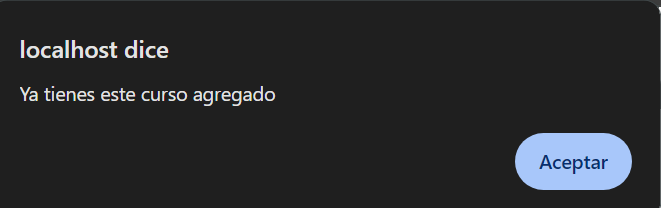 localhost dice
Ya tienes este curso agregado
Aceptar